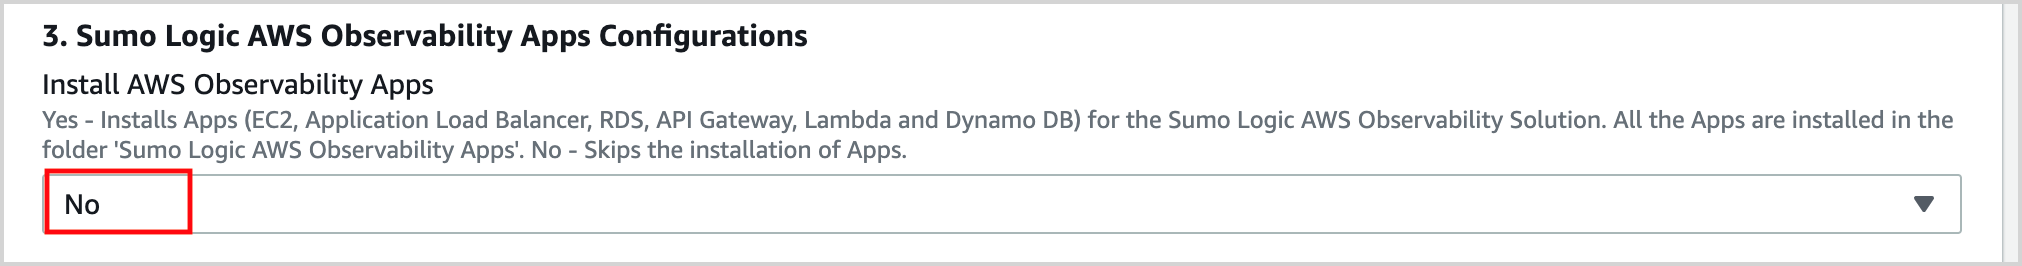 3. Sumo Logic AWS Observability Apps Configurations
Install AWS Observability Apps
Yes - Installs Apps (EC2, Application Load Balancer, RDS, API Gateway, Lambda and Dynamo DB) for the Sumo Logic AWS Observability Solution. All the Apps are installed in the
folder 'Sumo Logic AWS Observability Apps'. No - Skips the installation of Apps.
No